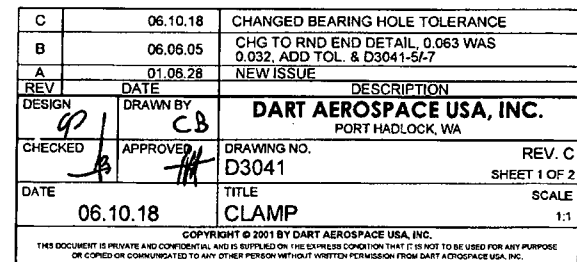 C 06.10.18 CHANGED BEARING HOLE TOLERANCE
B 06.06.05 CHG TO RND END DETAIL, 0.063 WAS
0.032, ADD TOL. & D3041-5/-7
A 01.06.28 NEW ISSUE
REV DATE DESCRIPTION
DESIGN DRAWN BY DART AEROSPACE USA, INC.
CB PORT HADLOCK, WA
CHECKED APPROVED DRAWING NO. REV. C
D3041 SHEET 1 OF 2
DATE TITLE SCALE
06.10.18 CLAMP 1:1
COPYRIGHT © 2001 BY DART AEROSPACE USA, INC.
THIS DOCUMENT IS PRIVATE AND CONFIDENTIAL AND IS SUPPLIED ON THE EXPRESS CONDITION THAT IT IS NOT TO BE USED FOR ANY PURPOSE
OR COPIED OR COMMUNICATED TO ANY OTHER PERSON WITHOUT WRITTEN PERMISSION FROM DART AEROSPACE USA, INC.